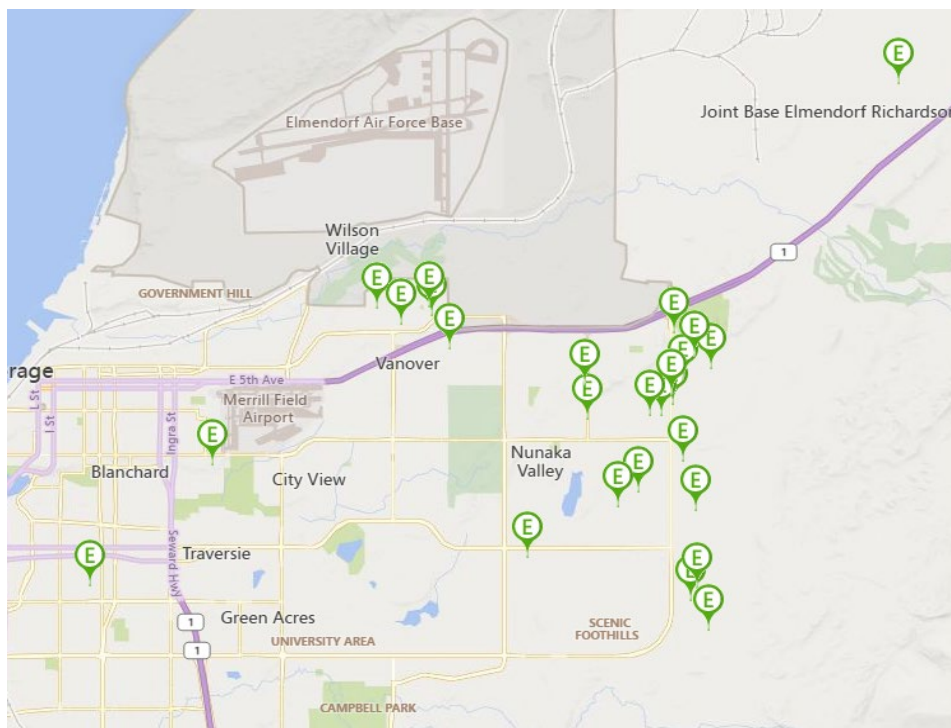 E
Joint Base Elmendorf Richardson
Elmendorf Air Force Base
Wilson
Village
1
GOVERNMENT HILL
E
E
E
E
E
E
E
E
E
E
Vanover
E
E
erage
E 5th Ave
E
E
L St
I St
Ingra St
Merrill Field
Airport
E
E
Blanchard
City View
Nunaka
Valley
E
E
E
E
Traversie
Seward Hwy
E
E
E
E
Green Acres
1
SCENIC
FOOTHILLS
UNIVERSITY AREA
1
CAMPBELL PARK